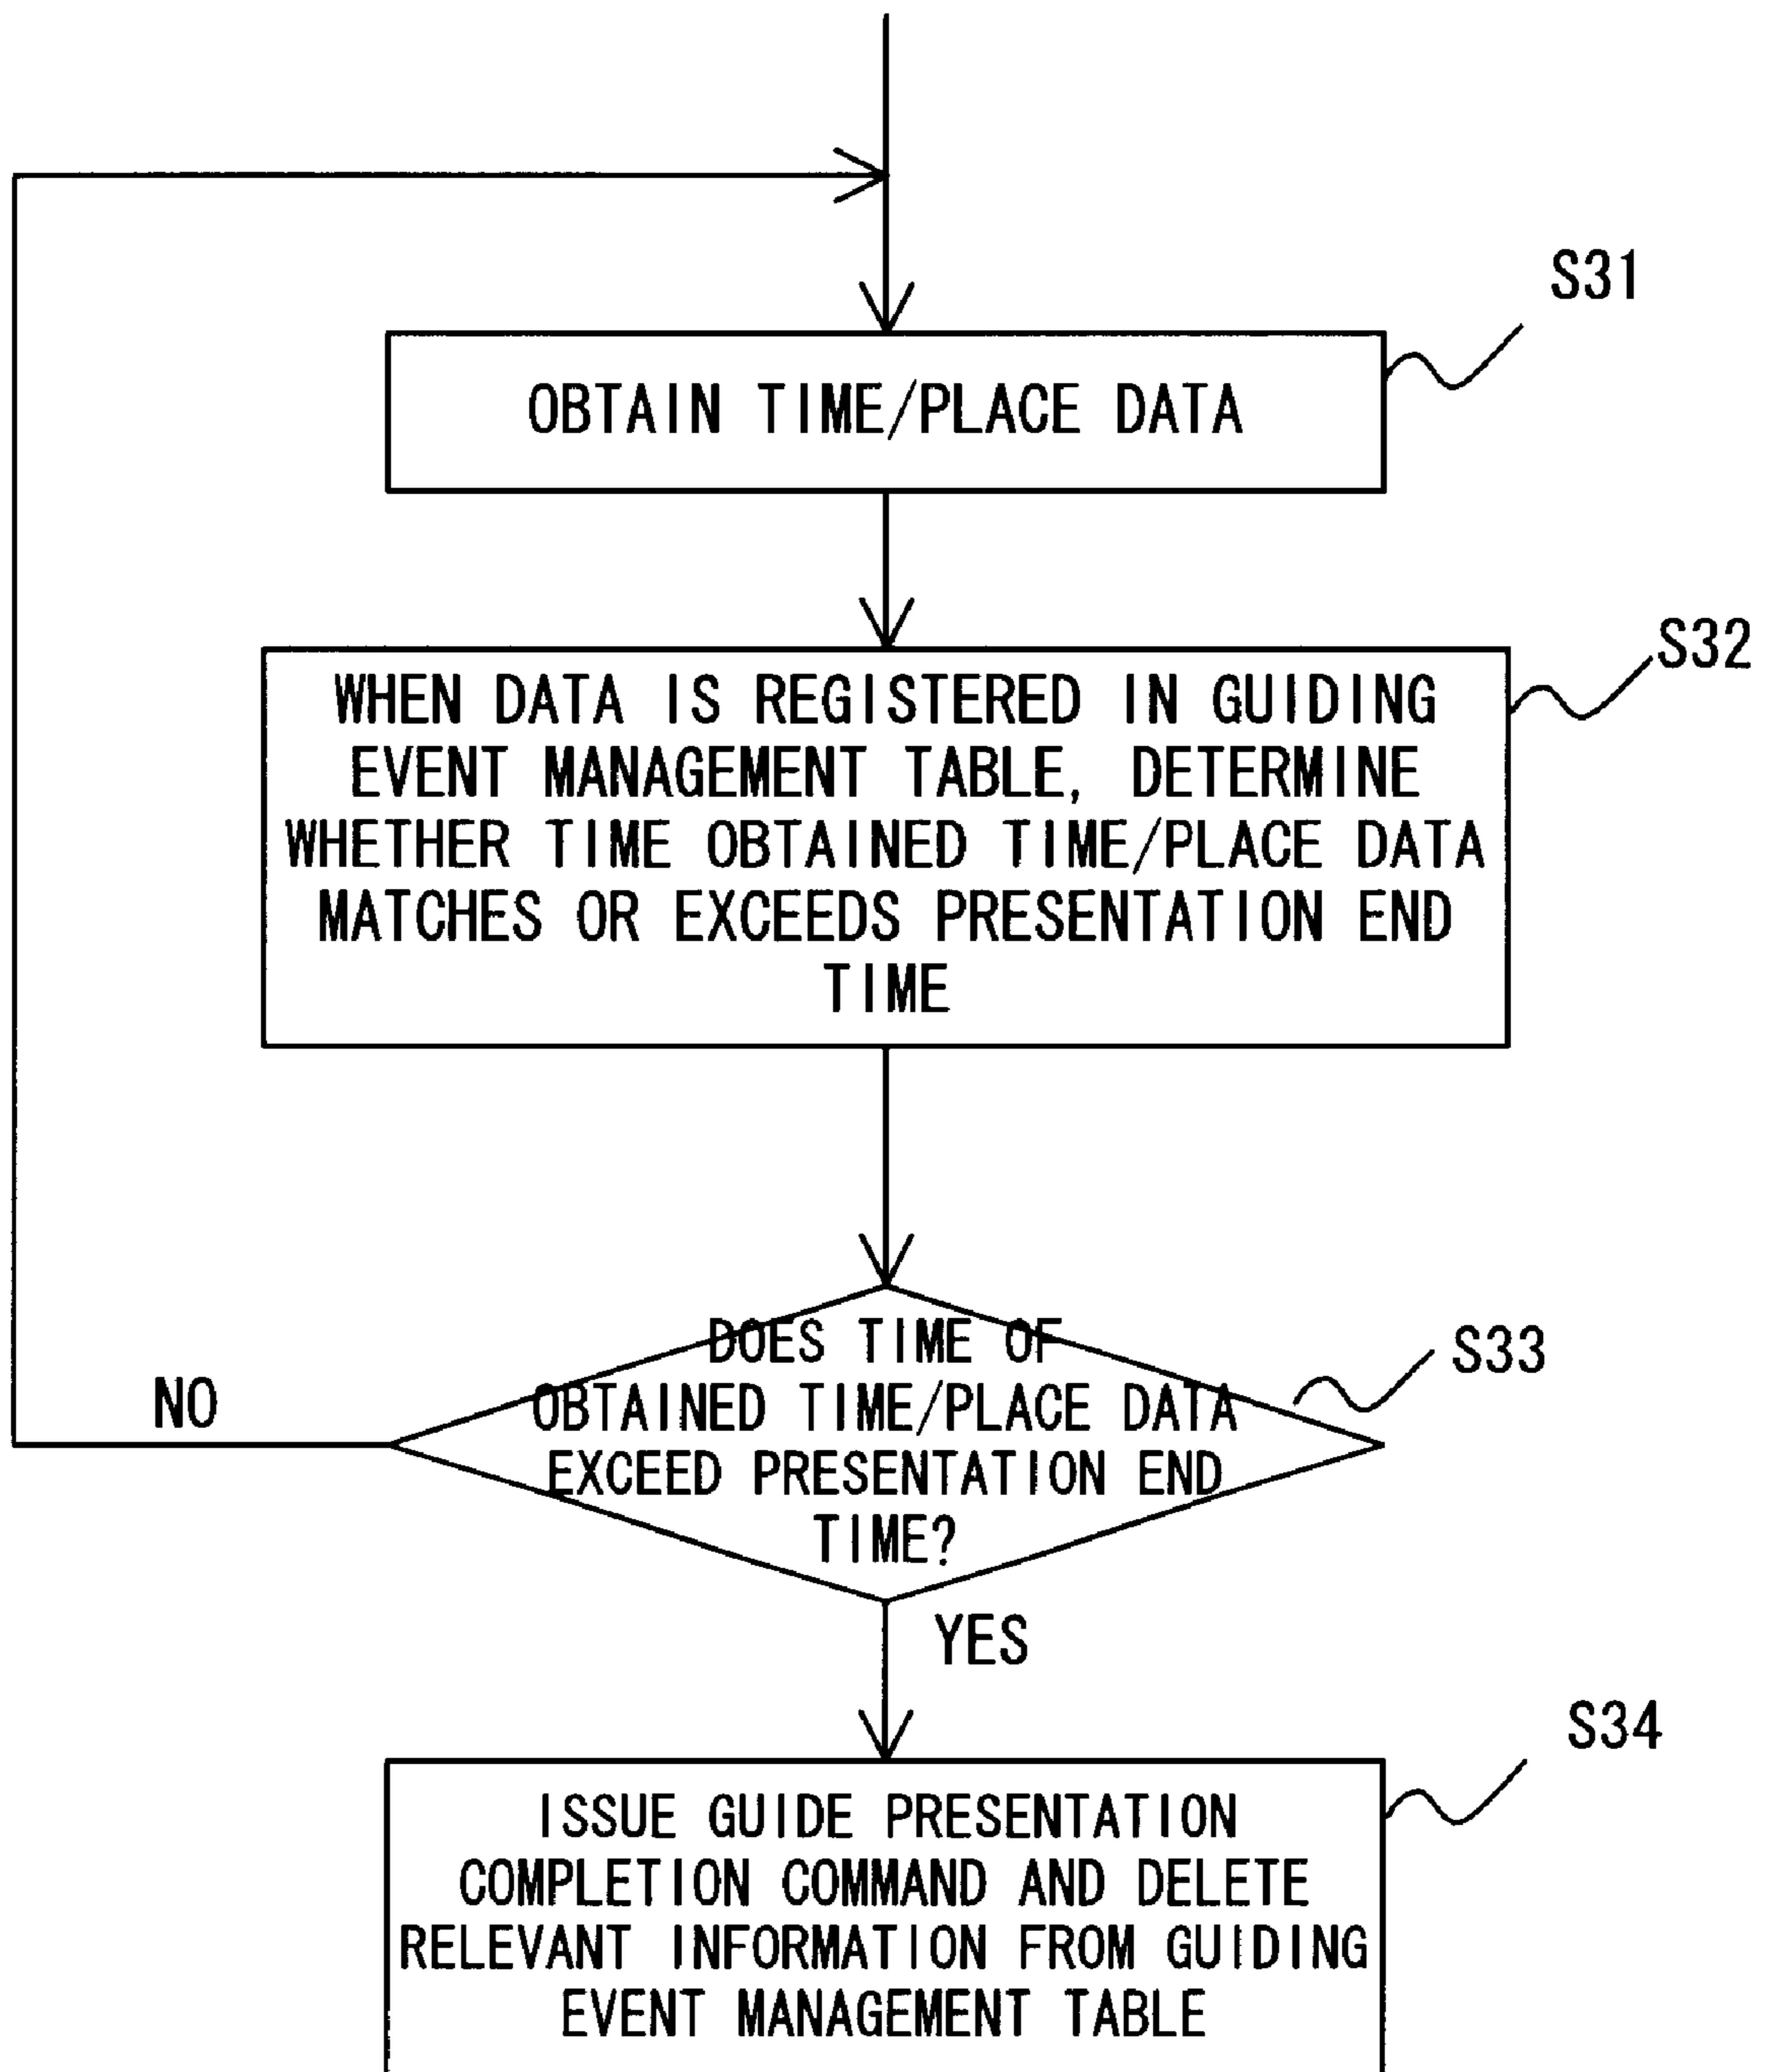 S31
OBTAIN TIME/PLACE DATA
S32
WHEN DATA IS REGISTERED IN GUIDING
EVENT MANAGEMENT TABLE, DETERMINE
WHETHER TIME OBTAINED TIME/PLACE DATA
MATCHES OR EXCEEDS PRESENTATION END
TIME
DOES TIME OF
OBTAINED TIME/PLACE DATA
EXCEED PRESENTATION END
TIME?
S33
NO
YES
S34
ISSUE GUIDE PRESENTATION
COMPLETION COMMAND AND DELETE
RELEVANT INFORMATION FROM GUIDING
EVENT MANAGEMENT TABLE